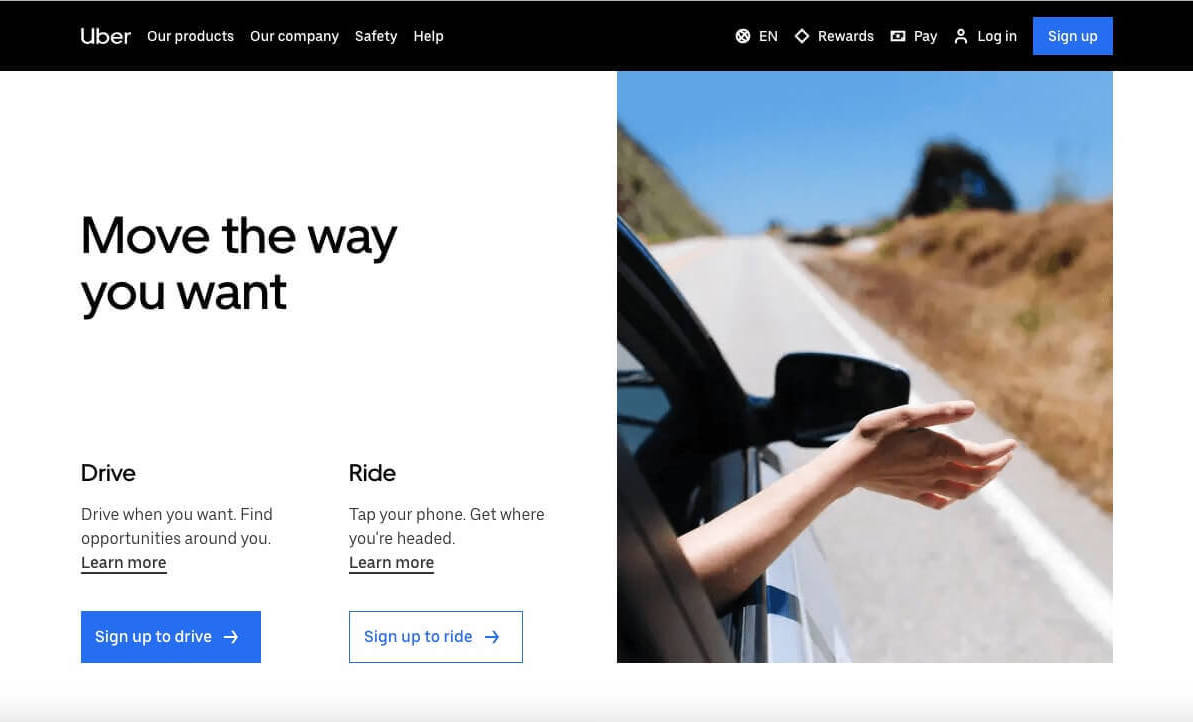 Uber Our products Our company Safety Help EN Rewards Pay Log in Sign up
Move the way
you want
Drive
Drive when you want. Find
opportunities around you.
Learn more
Sign up to drive
Ride
Tap your phone. Get where
you're headed.
Learn more
Sign up to ride